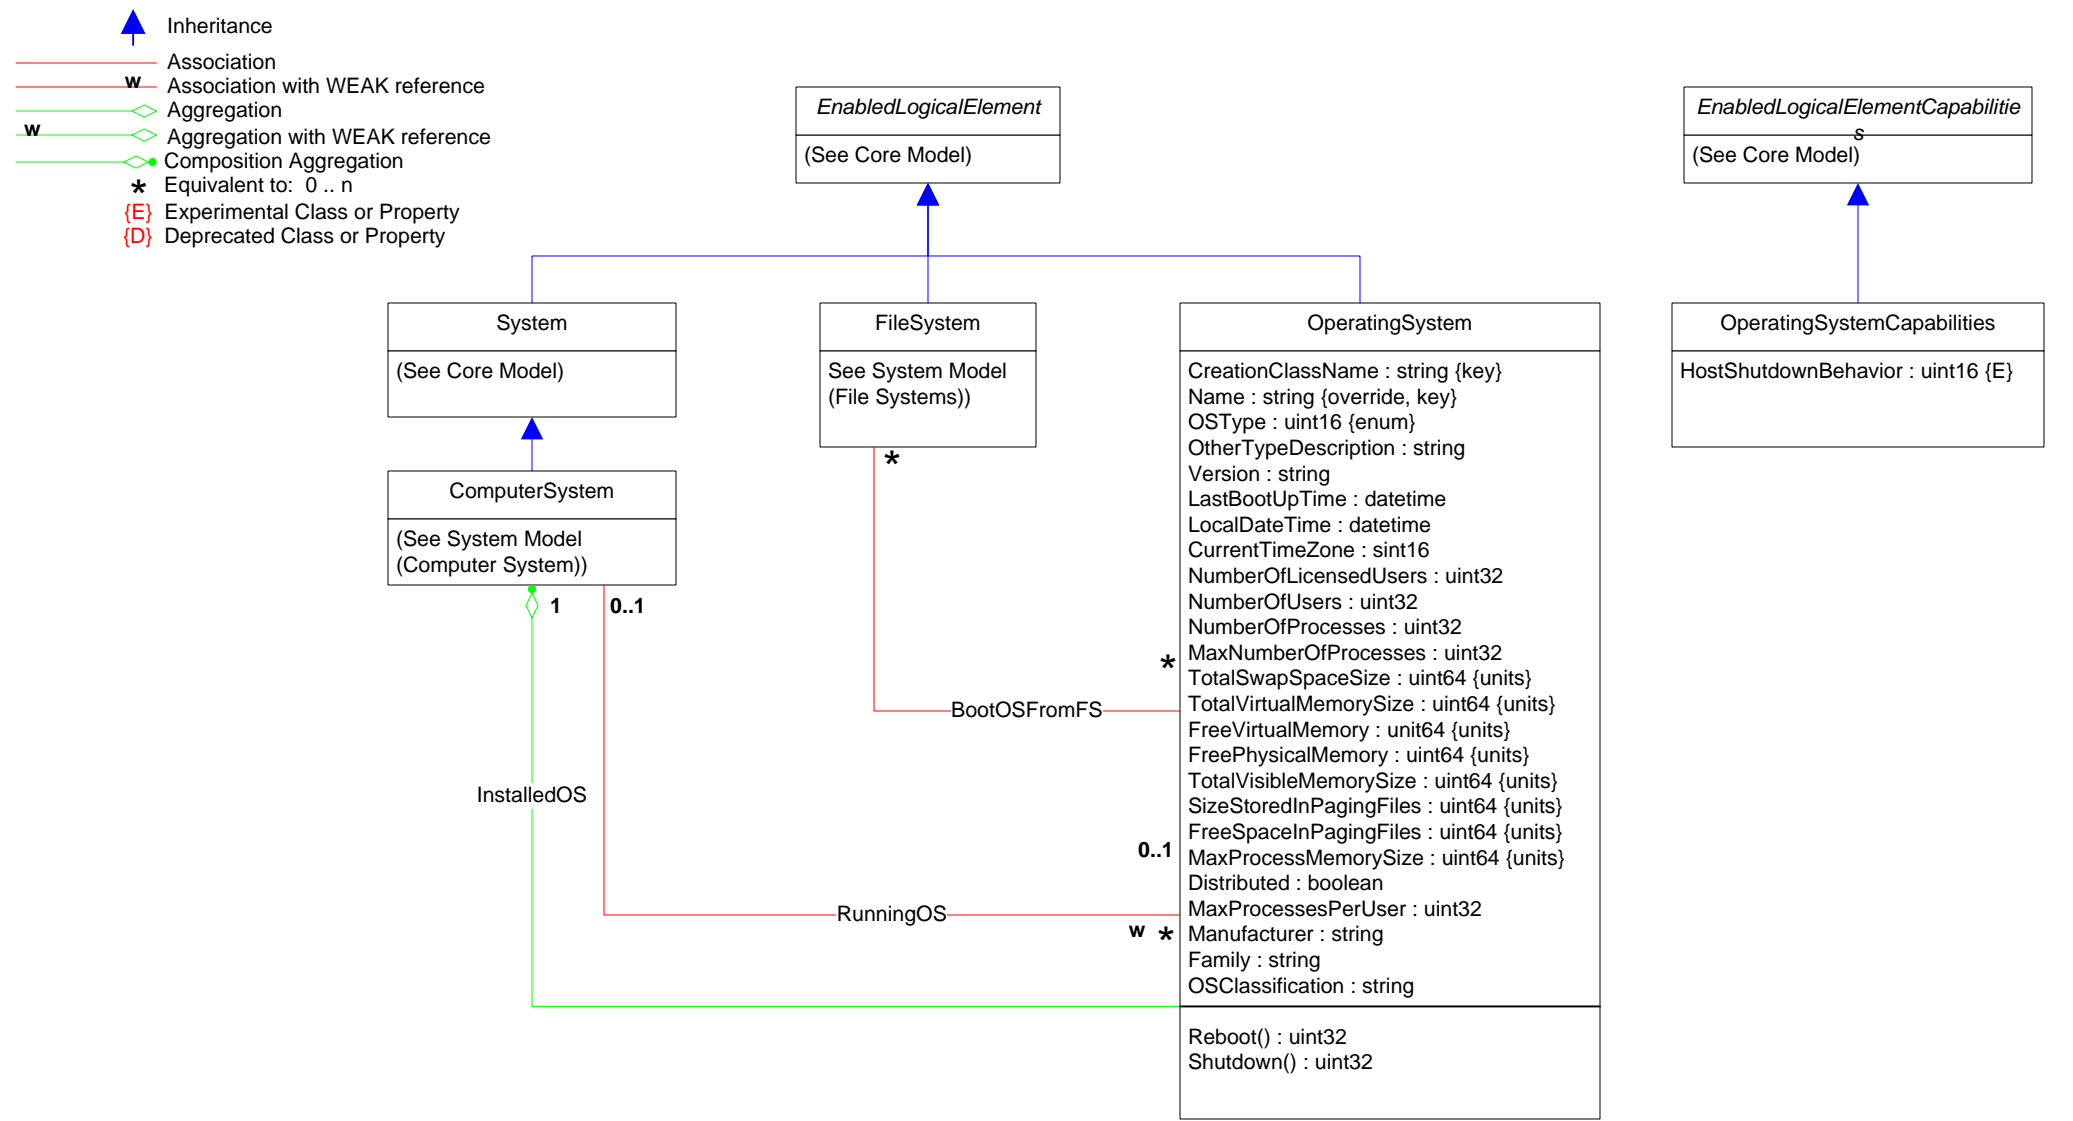 Inheritance
Association
w
Association with WEAK reference
Aggregation
w
Aggregation with WEAK reference
Composition Aggregation
* Equivalent to: 0 .. n
{E} Experimental Class or Property
{D} Deprecated Class or Property
EnabledLogicalElement
(See Core Model)
EnabledLogicalElementCapabilitie
s
(See Core Model)
System
(See Core Model)
FileSystem
See System Model
(File Systems))
*
ComputerSystem
(See System Model
(Computer System))
1
0..1
OperatingSystem
CreationClassName : string {key}
Name : string {override, key}
OSType : uint16 {enum}
OtherTypeDescription : string
Version : string
LastBootUpTime : datetime
LocalDateTime : datetime
CurrentTimeZone : sint16
NumberOfLicensedUsers : uint32
NumberOfUsers : uint32
NumberOfProcesses : uint32
MaxNumberOfProcesses : uint32
TotalSwapSpaceSize : uint64 {units}
TotalVirtualMemorySize : uint64 {units}
FreeVirtualMemory : unit64 {units}
FreePhysicalMemory : uint64 {units}
TotalVisibleMemorySize : uint64 {units}
SizeStoredInPagingFiles : uint64 {units}
FreeSpaceInPagingFiles : uint64 {units}
MaxProcessMemorySize : uint64 {units}
Distributed : boolean
MaxProcessesPerUser : uint32
Manufacturer : string
Family : string
OSClassification : string
Reboot() : uint32
Shutdown() : uint32
OperatingSystemCapabilities
HostShutdownBehavior : uint16 {E}
*
BootOSFromFS
InstalledOS
0..1
RunningOS
w *